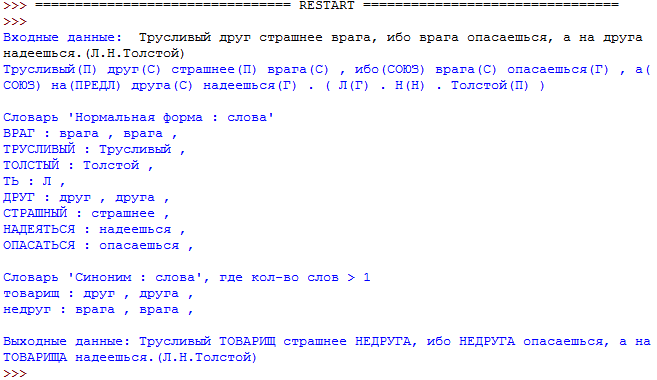 >>> ================================ RESTART ================================
>>>
Входные данные:  Трусливый друг страшнее врага, ибо врага опасаешься, а на друга
надеешься.(Л.Н.Толстой)
Трусливый(П) друг(С) страшнее(П) врага(С) , ибо(СОЮЗ) врага(С) опасаешься(Г) , а(
СОЮЗ) на(ПРЕДЛ) друга(С) надеешься(Г) . ( Л(Г) . Н(Н) . Толстой(П) )

Словарь 'Нормальная форма : слова'
ВРАГ : врага , врага ,
ТРУСЛИВЫЙ : Трусливый ,
ТОЛСТЫЙ : Толстой ,
ТЬ : Л ,
ДРУГ : друг , друга ,
СТРАШНЫЙ : страшнее ,
НАДЕЯТЬСЯ : надеешься ,
ОПАСАТЬСЯ : опасаешься ,

Словарь 'Синоним : слова', где кол-во слов > 1
товарищ : друг , друга ,
недруг : врага , врага ,

Выходные данные: Трусливый ТОВАРИЩ страшнее НЕДРУГА, ибо НЕДРУГА опасаешься, а на
ТОВАРИЩА надеешься.(Л.Н.Толстой)
>>>